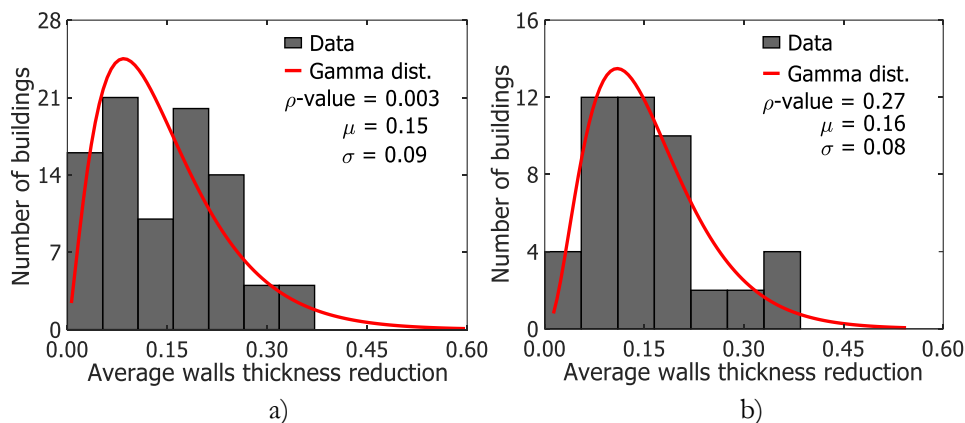 28
21
14
7
0
Number of buildings
Data
Gamma dist.
ρ-value = 0.003
μ = 0.15
σ = 0.09
0.00 0.15 0.30 0.45 0.60
Average walls thickness reduction
a)
16
12
8
4
0
Number of buildings
Data
Gamma dist.
ρ-value = 0.27
μ = 0.16
σ = 0.08
0.00 0.15 0.30 0.45 0.60
Average walls thickness reduction
b)